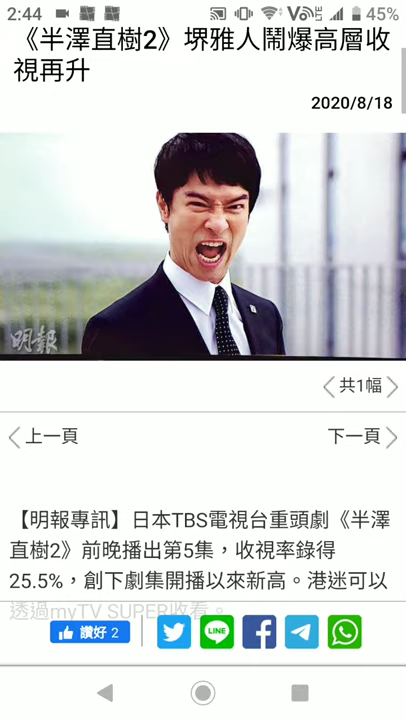 2:44
VoLTE
45%
《半澤直樹2》堺雅人鬧爆高層收
視再升
2020/8/18
明報
共1幅
上一頁
下一頁
【明報專訊】日本TBS電視台重頭劇《半澤
直樹2》前晚播出第5集，收視率錄得
25.5%，創下劇集開播以來新高。港迷可以
透過myTV SUPER收看。
讚好 2
LINE